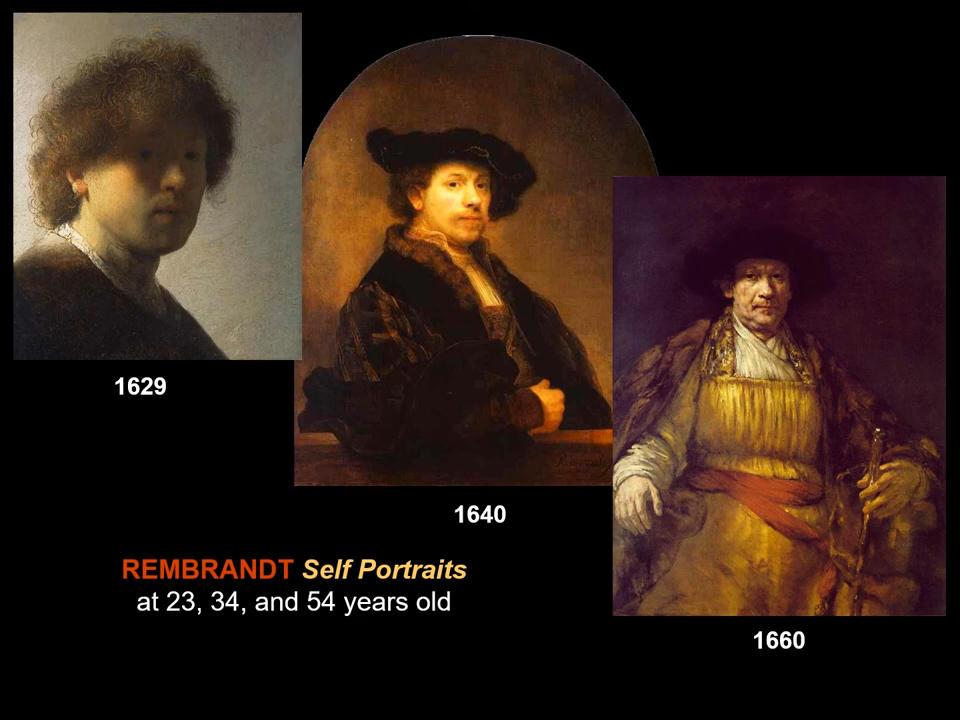 1629
1640
REMBRANDT Self Portraits
at 23, 34, and 54 years old
1660